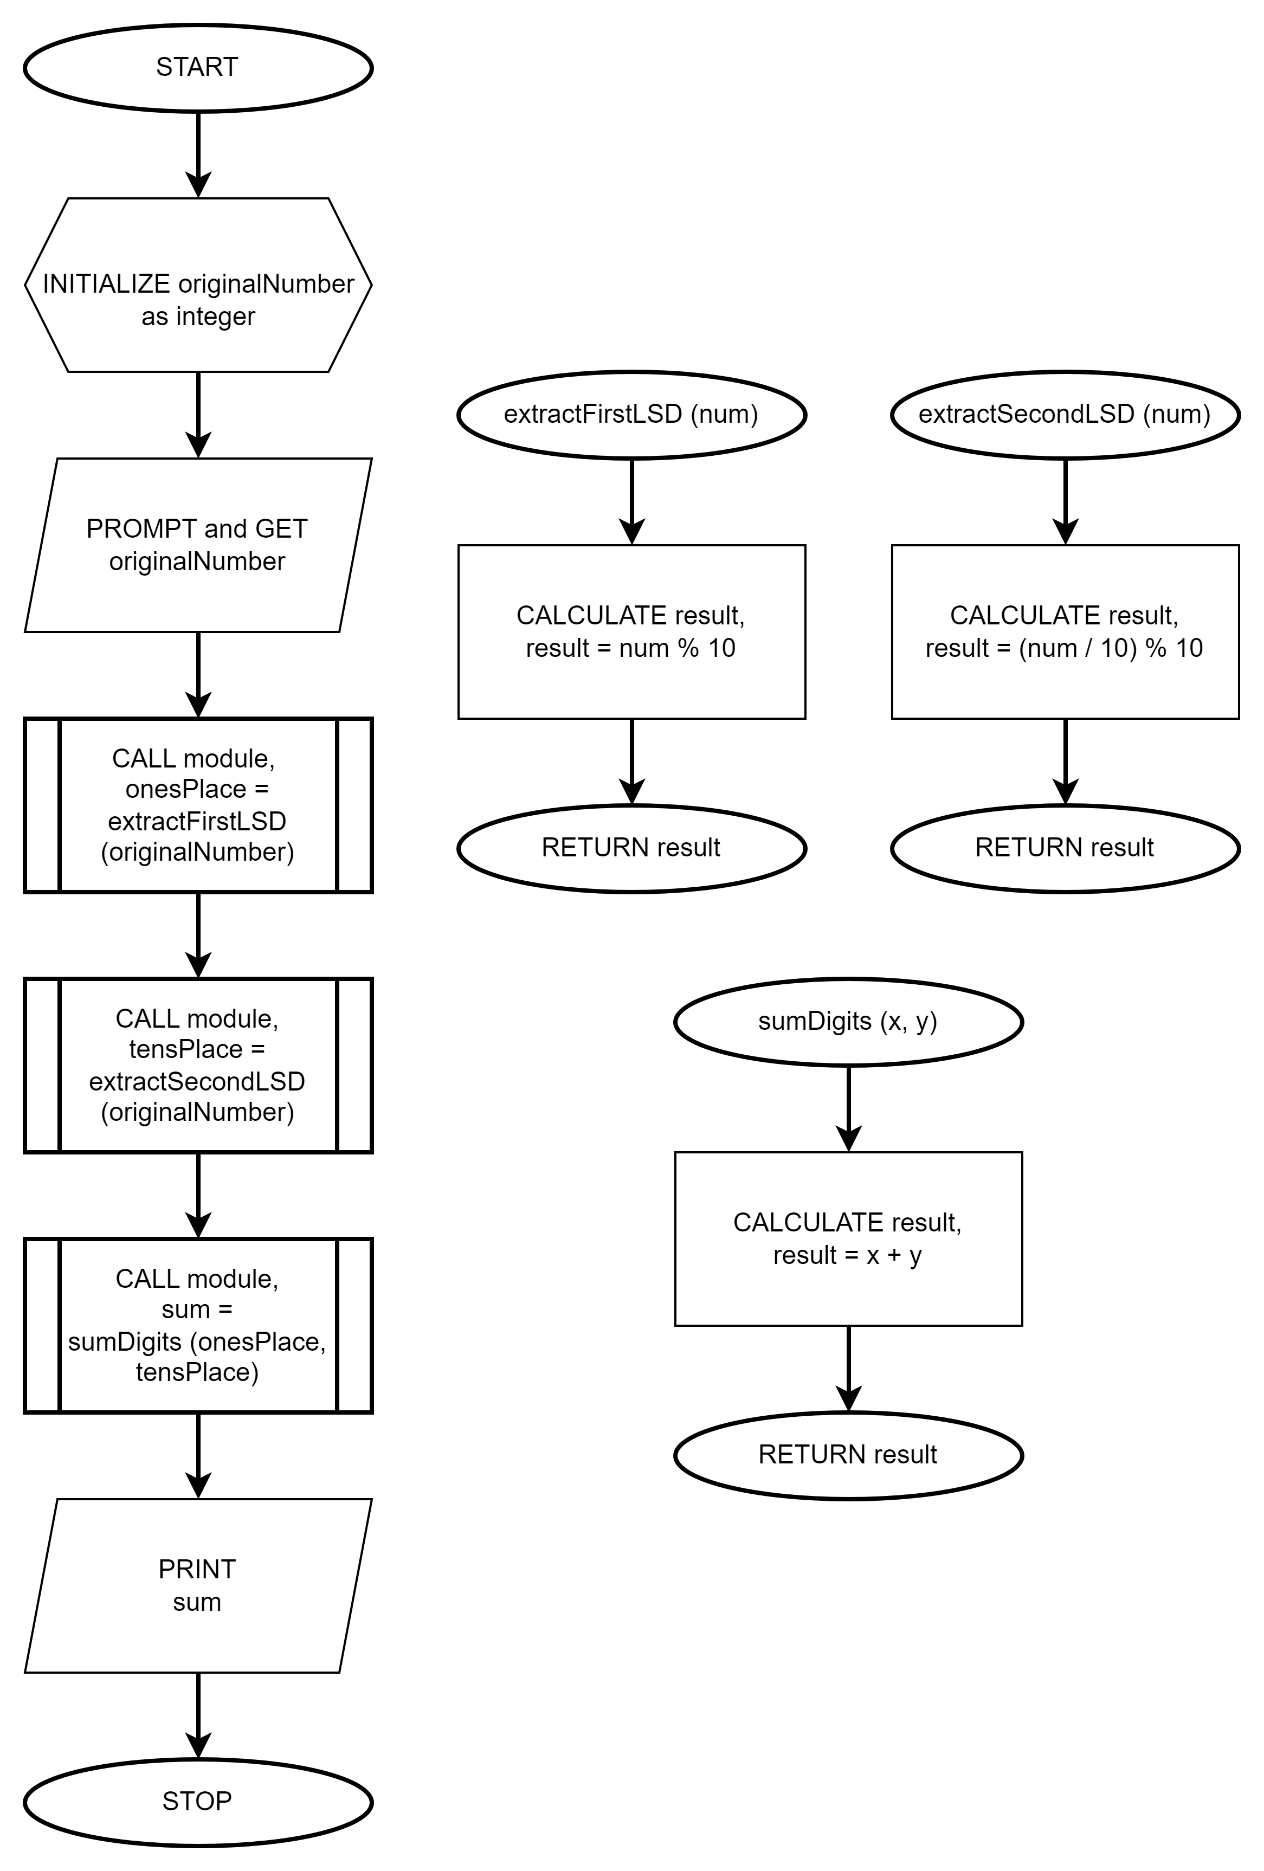 START
INITIALIZE originalNumber
as integer
PROMPT and GET
originalNumber
CALL module,
onesPlace =
extractFirstLSD
(originalNumber)
CALL module,
tensPlace =
extractSecondLSD
(originalNumber)
CALL module,
sum =
sumDigits (onesPlace,
tensPlace)
PRINT
sum
STOP
extractFirstLSD (num)
CALCULATE result,
result = num % 10
RETURN result
extractSecondLSD (num)
CALCULATE result,
result = (num / 10) % 10
RETURN result
sumDigits (x, y)
CALCULATE result,
result = x + y
RETURN result